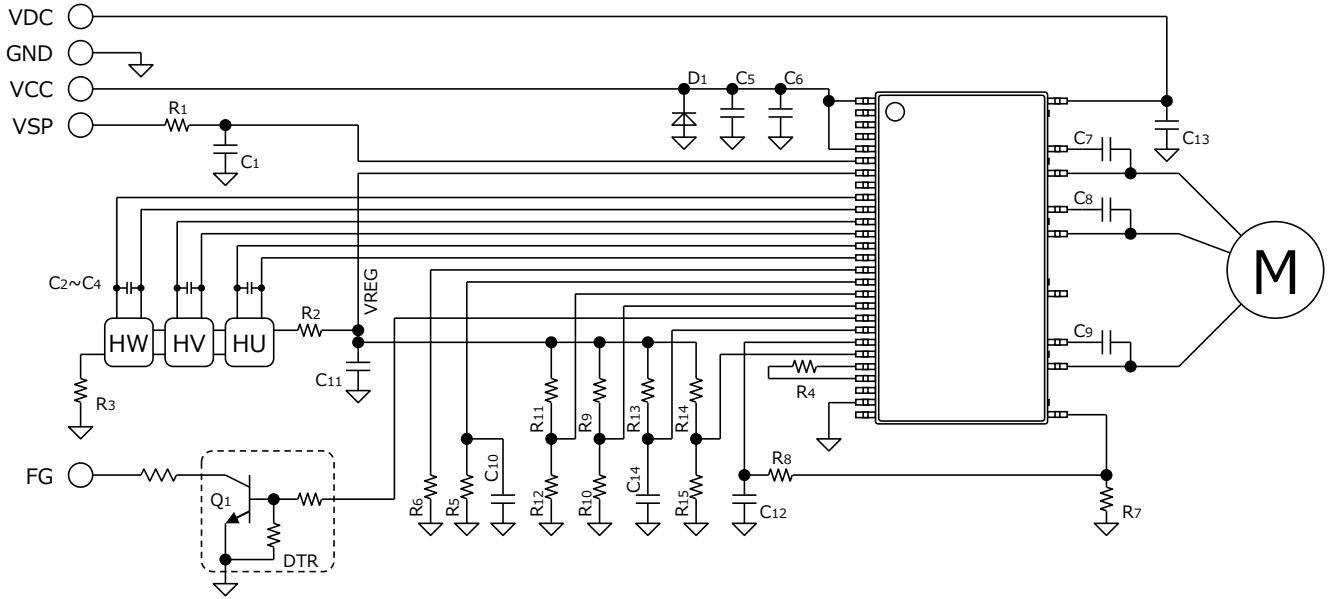 VDC
GND
VCC
VSP
R1
C1
D1
C5
C6
C13
C7
C8
C9
M
C2~C4
HW
HV
HU
R2
VREG
C11
R3
R4
R11
R9
R13
R14
FG
Q1
DTR
R6
R5
C10
R12
R10
C14
R15
C12
R8
R7